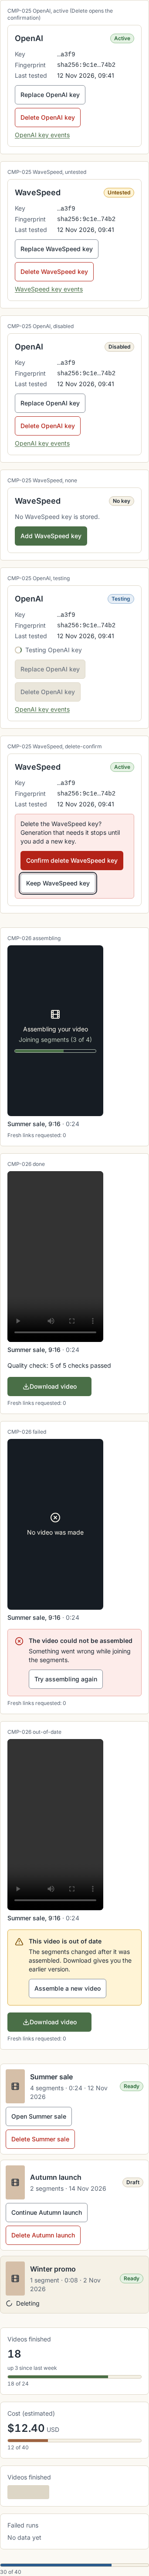 CMP-025 OpenAI, active (Delete opens the
confirmation)
OpenAI
Active
Key
…a3f9
Fingerprint
sha256:9c1e…74b2
Last tested
12 Nov 2026, 09:41
Replace OpenAI key
Delete OpenAI key
OpenAI key events
CMP-025 WaveSpeed, untested
WaveSpeed
Untested
Key
…a3f9
Fingerprint
sha256:9c1e…74b2
Last tested
12 Nov 2026, 09:41
Replace WaveSpeed key
Delete WaveSpeed key
WaveSpeed key events
CMP-025 OpenAI, disabled
OpenAI
Disabled
Key
…a3f9
Fingerprint
sha256:9c1e…74b2
Last tested
12 Nov 2026, 09:41
Replace OpenAI key
Delete OpenAI key
OpenAI key events
CMP-025 WaveSpeed, none
WaveSpeed
No key
No WaveSpeed key is stored.
Add WaveSpeed key
CMP-025 OpenAI, testing
OpenAI
Testing
Key
…a3f9
Fingerprint
sha256:9c1e…74b2
Last tested
12 Nov 2026, 09:41
Testing OpenAI key
Replace OpenAI key
Delete OpenAI key
OpenAI key events
CMP-025 WaveSpeed, delete-confirm
WaveSpeed
Active
Key
…a3f9
Fingerprint
sha256:9c1e…74b2
Last tested
12 Nov 2026, 09:41
Delete the WaveSpeed key?
Generation that needs it stops until
you add a new key.
Confirm delete WaveSpeed key
Keep WaveSpeed key
CMP-026 assembling
Assembling your video
Joining segments (3 of 4)
Summer sale, 9:16 · 0:24
Fresh links requested: 0
CMP-026 done
Summer sale, 9:16 · 0:24
Quality check: 5 of 5 checks passed
Download video
Fresh links requested: 0
CMP-026 failed
No video was made
Summer sale, 9:16 · 0:24
The video could not be assembled
Something went wrong while joining
the segments.
Try assembling again
Fresh links requested: 0
CMP-026 out-of-date
Summer sale, 9:16 · 0:24
This video is out of date
The segments changed after it was
assembled. Download gives you the
earlier version.
Assemble a new video
Download video
Fresh links requested: 0
Summer sale
4 segments · 0:24 · 12 Nov
2026
Ready
Open Summer sale
Delete Summer sale
Autumn launch
2 segments · 14 Nov 2026
Draft
Continue Autumn launch
Delete Autumn launch
Winter promo
1 segment · 0:08 · 2 Nov
2026
Ready
Deleting
Videos finished
18
up 3 since last week
18 of 24
Cost (estimated)
$12.40 USD
12 of 40
Videos finished
Failed runs
No data yet
30 of 40